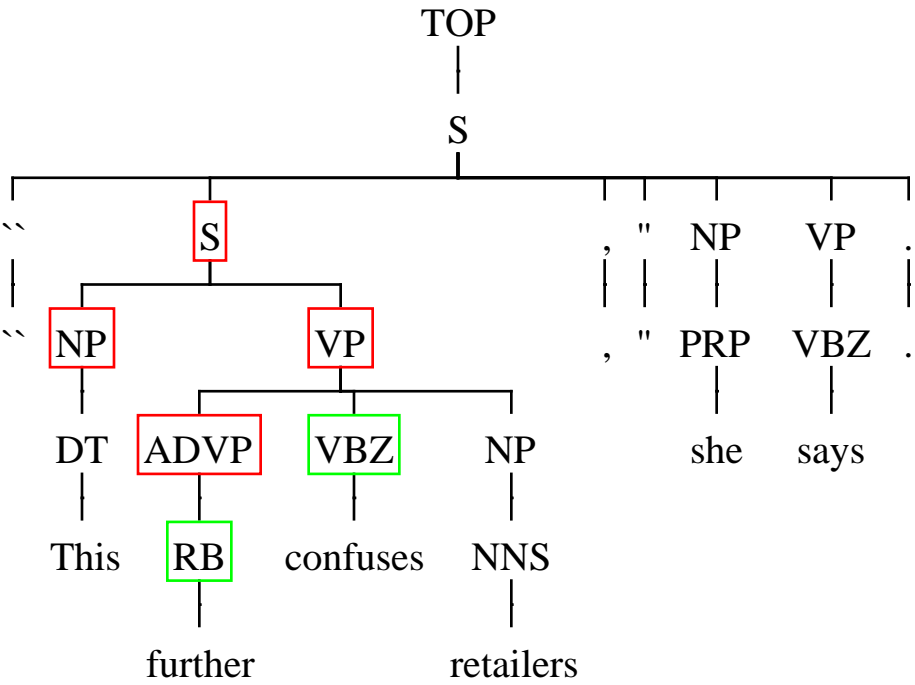 TOP
S
`` S , " NP VP .
`` NP VP , " PRP VBZ .
DT ADVP VBZ NP she says
This RB confuses NNS
further retailers